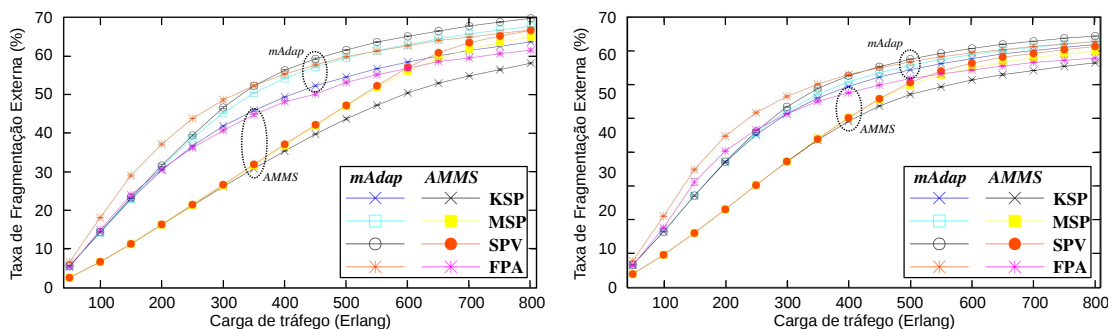 Taxa de Fragmentação Externa (%)
70
60
50
40
30
20
10
0
mAdap
AMMS
mAdap AMMS
KSP
MSP
SPV
FPA
100 200 300 400 500 600 700 800
Carga de tráfego (Erlang)
Taxa de Fragmentação Externa (%)
70
60
50
40
30
20
10
0
mAdap
AMMS
mAdap AMMS
KSP
MSP
SPV
FPA
100 200 300 400 500 600 700 800
Carga de tráfego (Erlang)